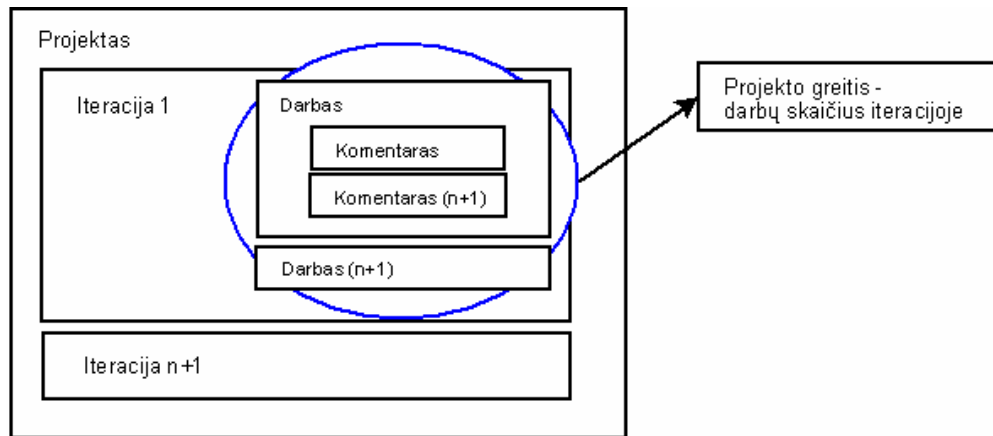 Projektas
Iteracija 1
Darbas
Komentaras
Komentaras (n+1)
Darbas (n+1)
Iteracija n+1
Projekto greitis -
darbų skaičius iteracijoje